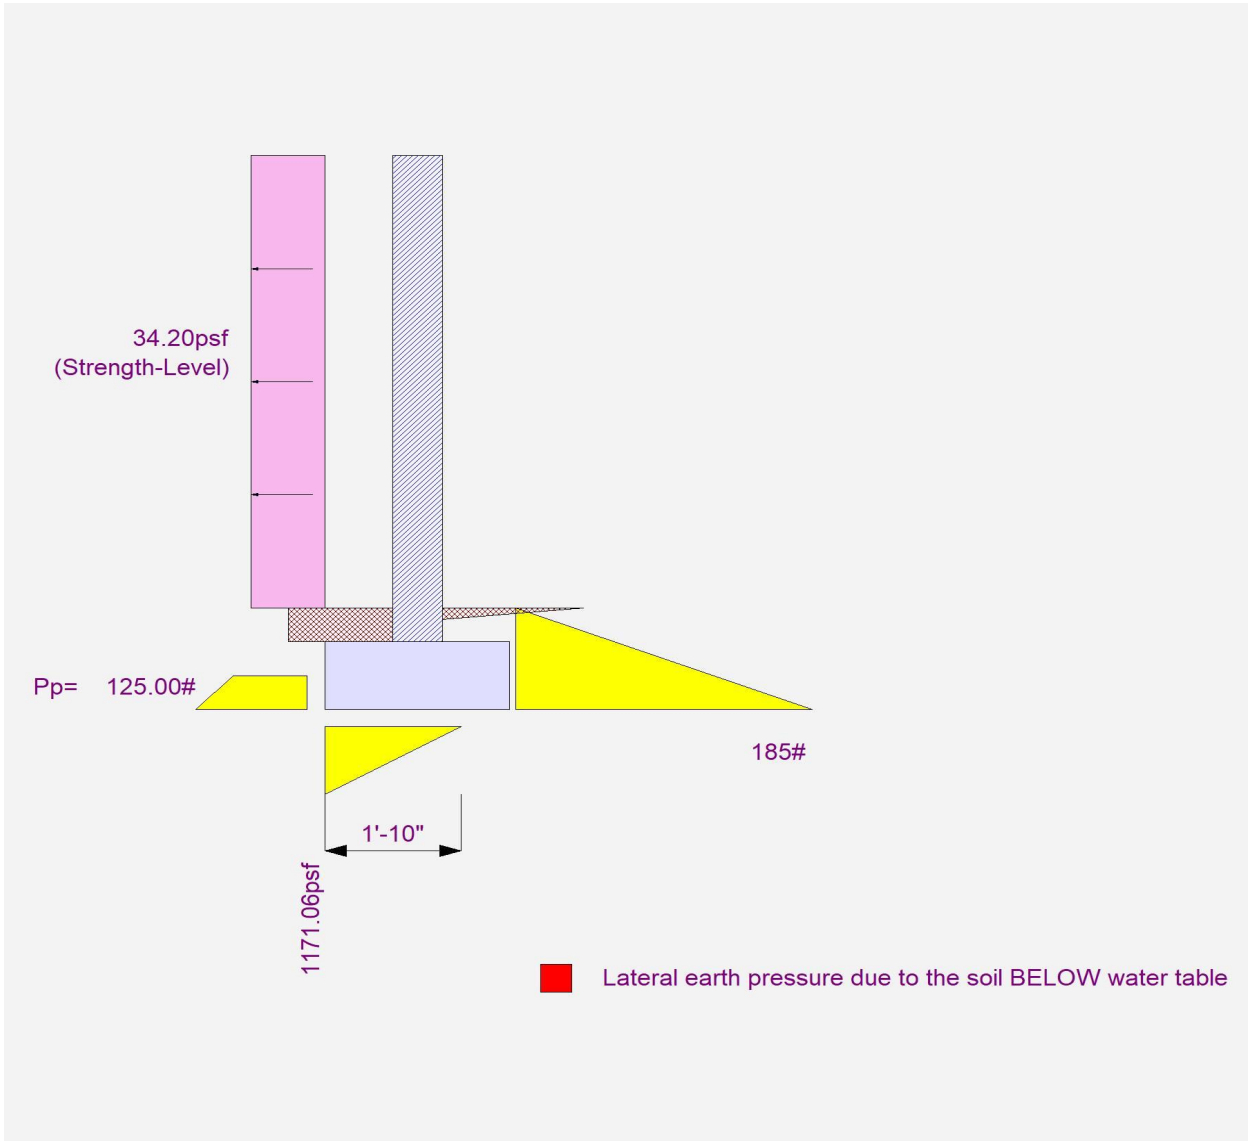 34.20psf
(Strength-Level)
Pp= 125.00#
185#
1'-10"
1171.06psf
Lateral earth pressure due to the soil BELOW water table